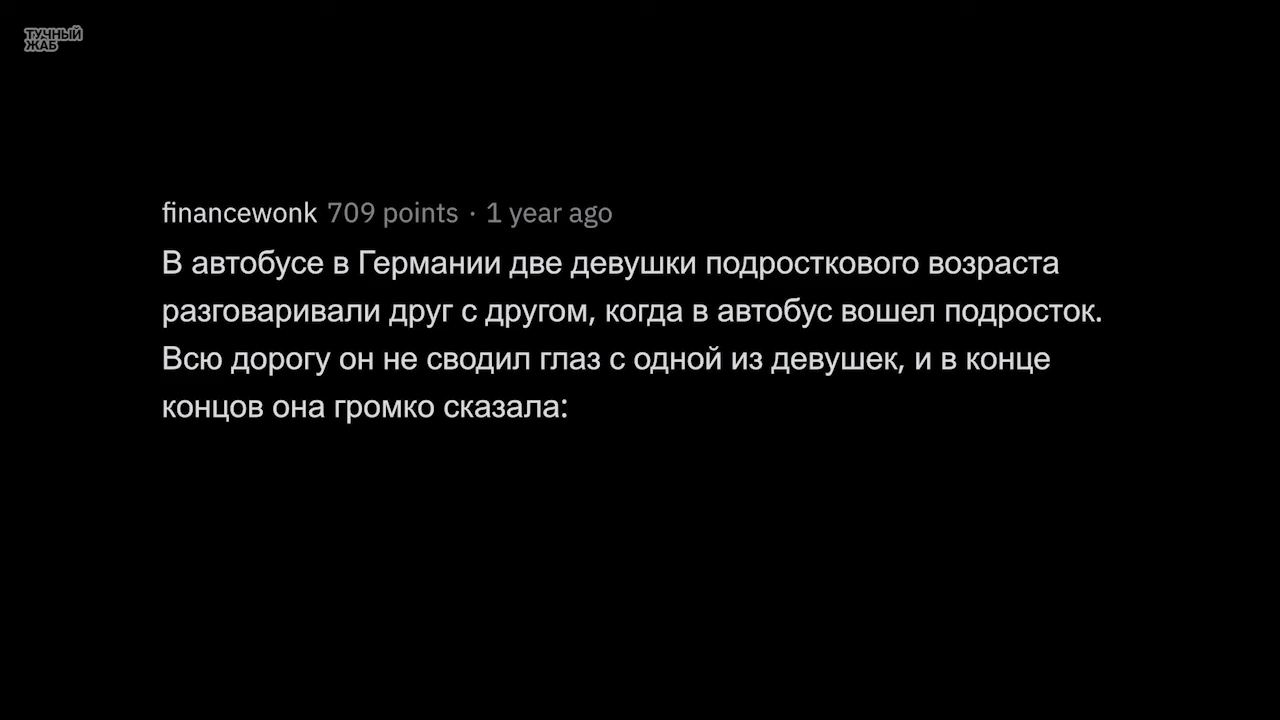 ТУЧНЫЙ
ЖАБ
financewonk 709 points · 1 year ago
В автобусе в Германии две девушки подросткового возраста
разговаривали друг с другом, когда в автобус вошел подросток.
Всю дорогу он не сводил глаз с одной из девушек, и в конце
концов она громко сказала: